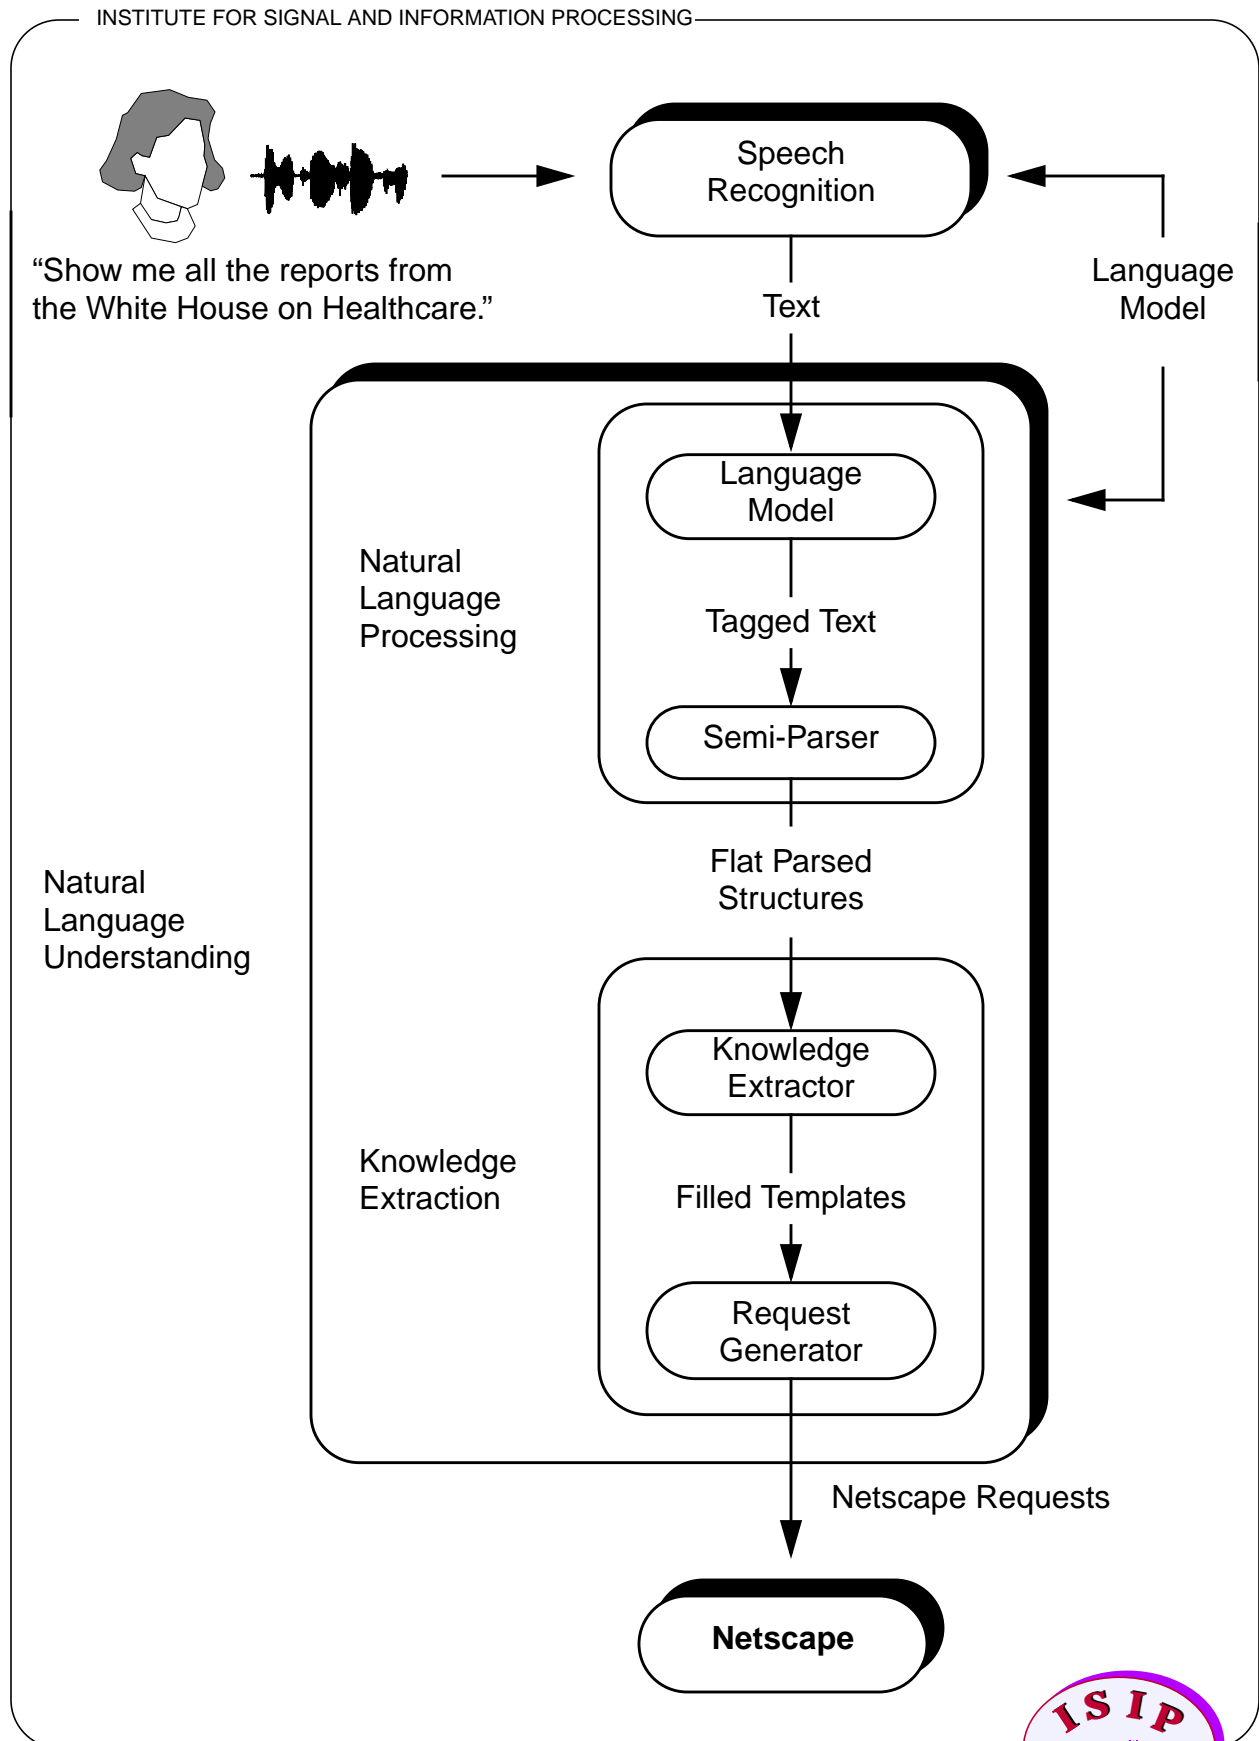 INSTITUTE FOR SIGNAL AND INFORMATION PROCESSING
Speech
Recognition
“Show me all the reports from
the White House on Healthcare.”
Language
Model
Text
Language
Model
Natural
Language
Processing
Tagged Text
Semi-Parser
Flat Parsed
Structures
Natural
Language
Understanding
Knowledge
Extractor
Knowledge
Extraction
Filled Templates
Request
Generator
Netscape Requests
Netscape
ISIP